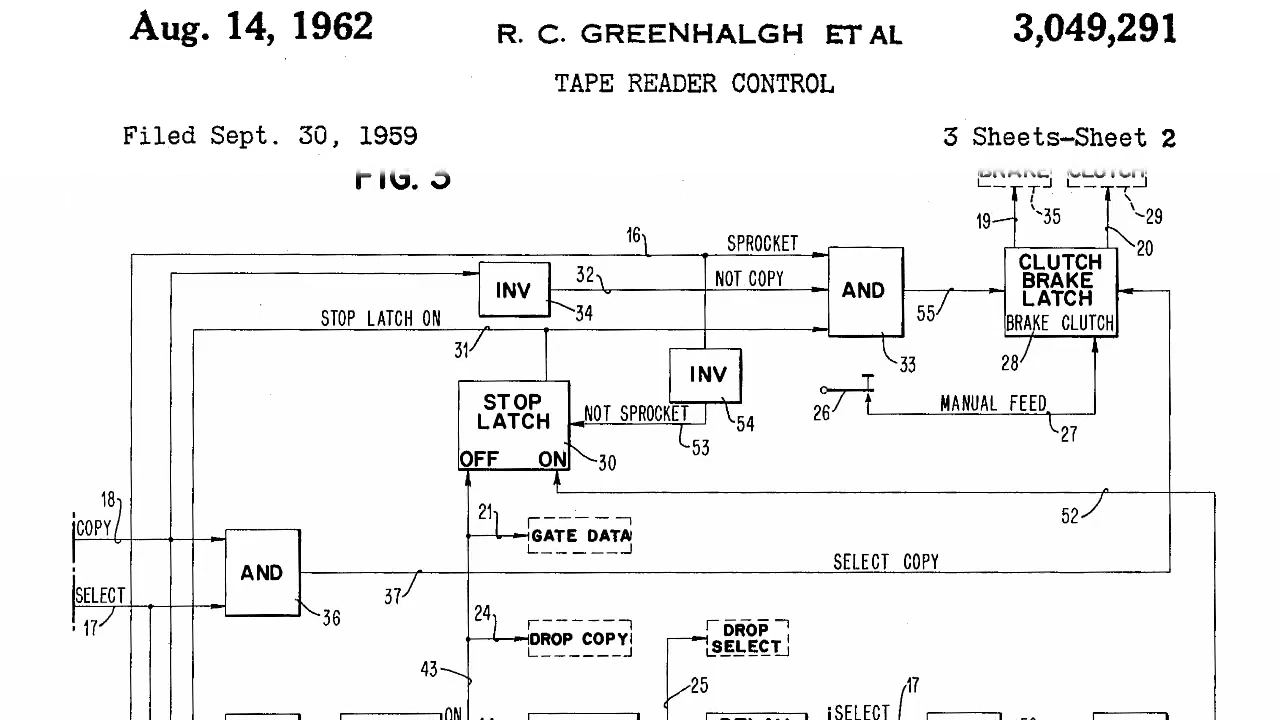 Aug. 14, 1962
R. C. GREENHALGH ET AL
3,049,291
TAPE READER CONTROL
Filed Sept. 30, 1959
3 Sheets—Sheet 2
FIG. 3
BRAKE
CLUTCH
35
29
19
20
16
SPROCKET
CLUTCH
BRAKE
LATCH
BRAKE CLUTCH
28
INV
34
32
NOT COPY
AND
33
55
STOP LATCH ON
31
INV
54
STOP
LATCH
OFF ON
30
NOT SPROCKET
53
26
MANUAL FEED
27
52
18
COPY
21
GATE DATA
AND
36
SELECT COPY
37
SELECT
17
24
DROP COPY
DROP
SELECT
43
25
17
SELECT
ON